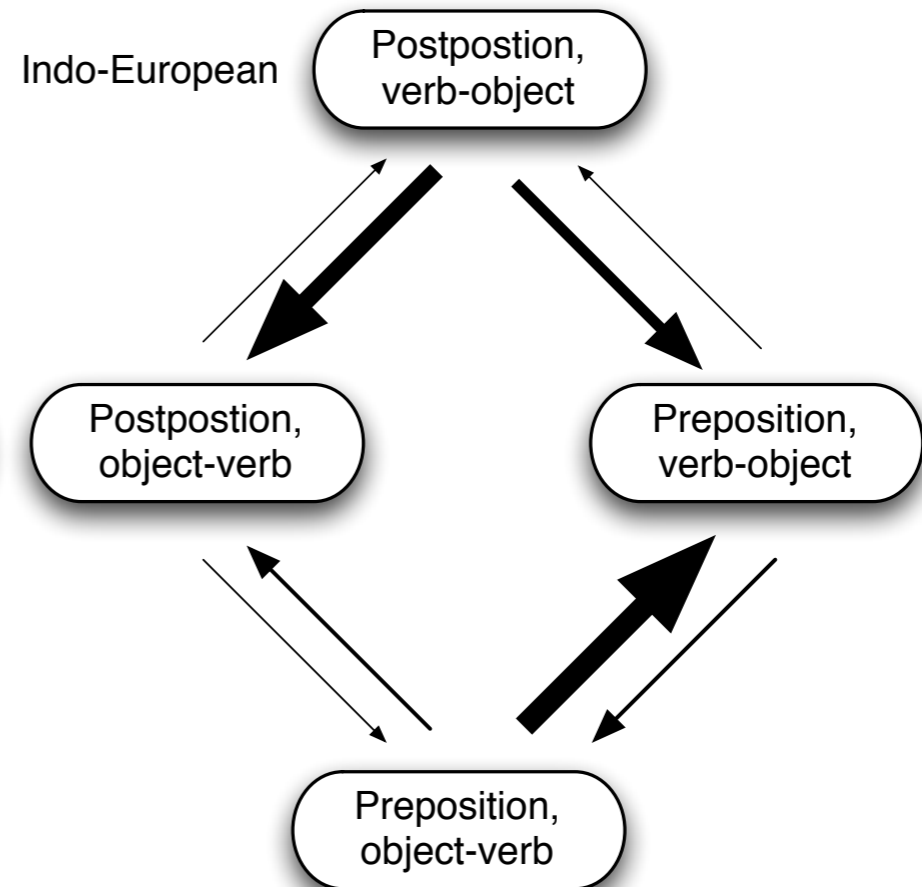 Indo-European
Postpostion,
verb-object
Postpostion,
object-verb
Preposition,
verb-object
Preposition,
object-verb